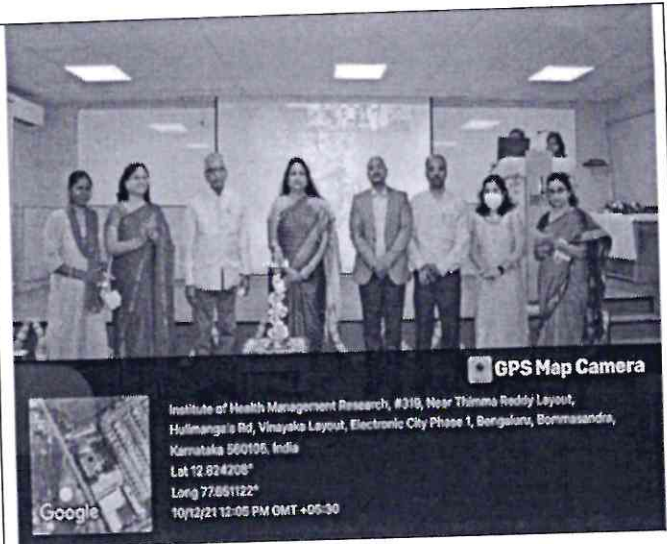 GPS Map Camera
Institute of Health Management Research, #319, Near Thimma Reddy Layout,
Hulimangala Rd, Vinayaka Layout, Electronic City Phase 1, Bengaluru, Bommasandra,
Karnataka 560105, India
Lat 12.824208°
Long 77.651122°
10/12/21 12:05 PM GMT +05:30
Google